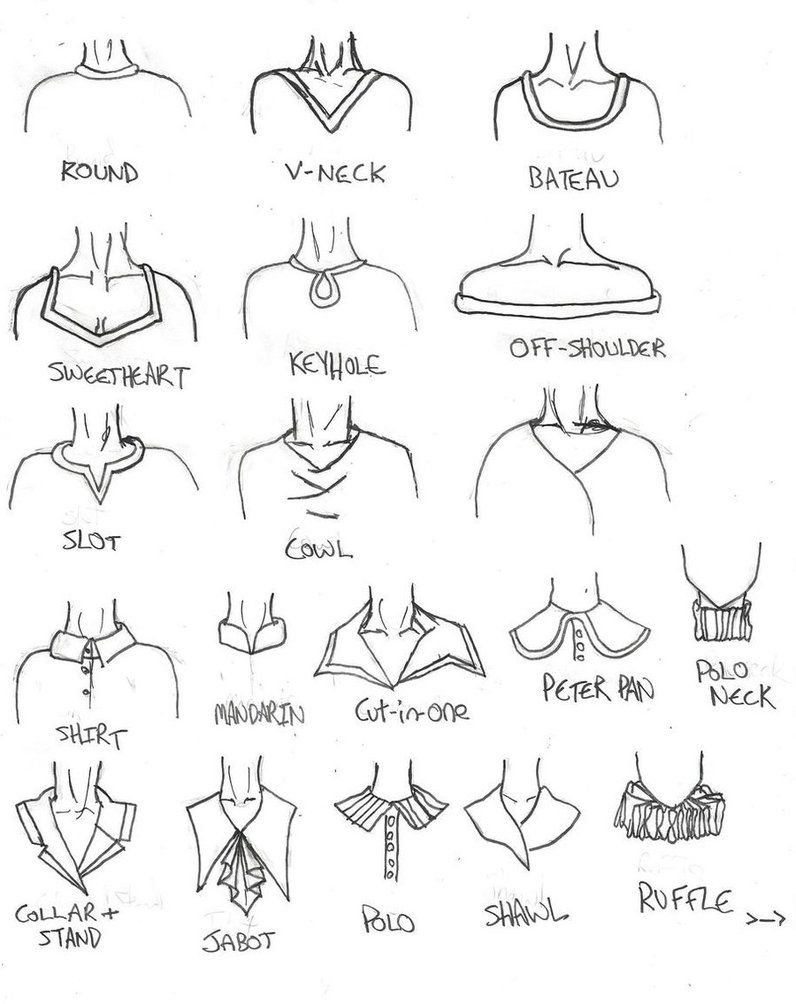 ROUND
V-NECK
BATEAU
SWEETHEART
KEYHOLE
OFF-SHOULDER
SLOT
COWL
SHIRT
MANDARIN
Cut-in-one
PETER PAN
POLO
NECK
COLLAR +
STAND
JABOT
POLO
SHAWL
RUFFLE
>-->